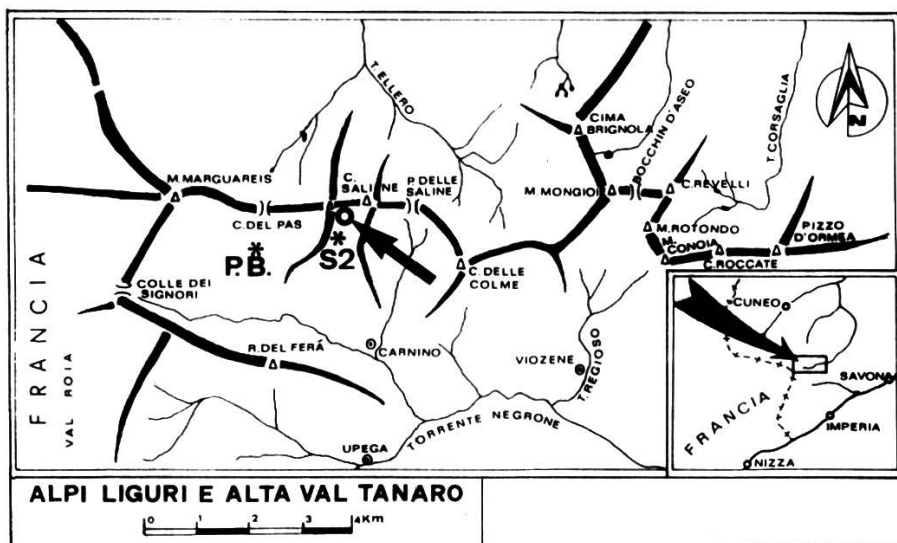 T. ELLERO
CIMA
BRIGNOLA
BOCCHIN D'ASEO
T. CORSAGLIA
N
M. MARGUAREIS
C.
SALINE
P. DELLE
SALINE
M. MONGIOI
C. REVELLI
C. DEL PAS
M. ROTONDO
PIZZO
D'ORMEA
M.
CONOIA
C. ROCCATE
P.B.
S2
C. DELLE
COLME
COLLE DEI
SIGNORI
FRANCIA
VAL ROIA
R. DEL FERÁ
CARNINO
VIOZENE
T. REGIOSO
UPEGA
TORRENTE NEGRONE
CUNEO
SAVONA
FRANCIA
IMPERIA
NIZZA
ALPI LIGURI E ALTA VAL TANARO
0 1 2 3 4 Km